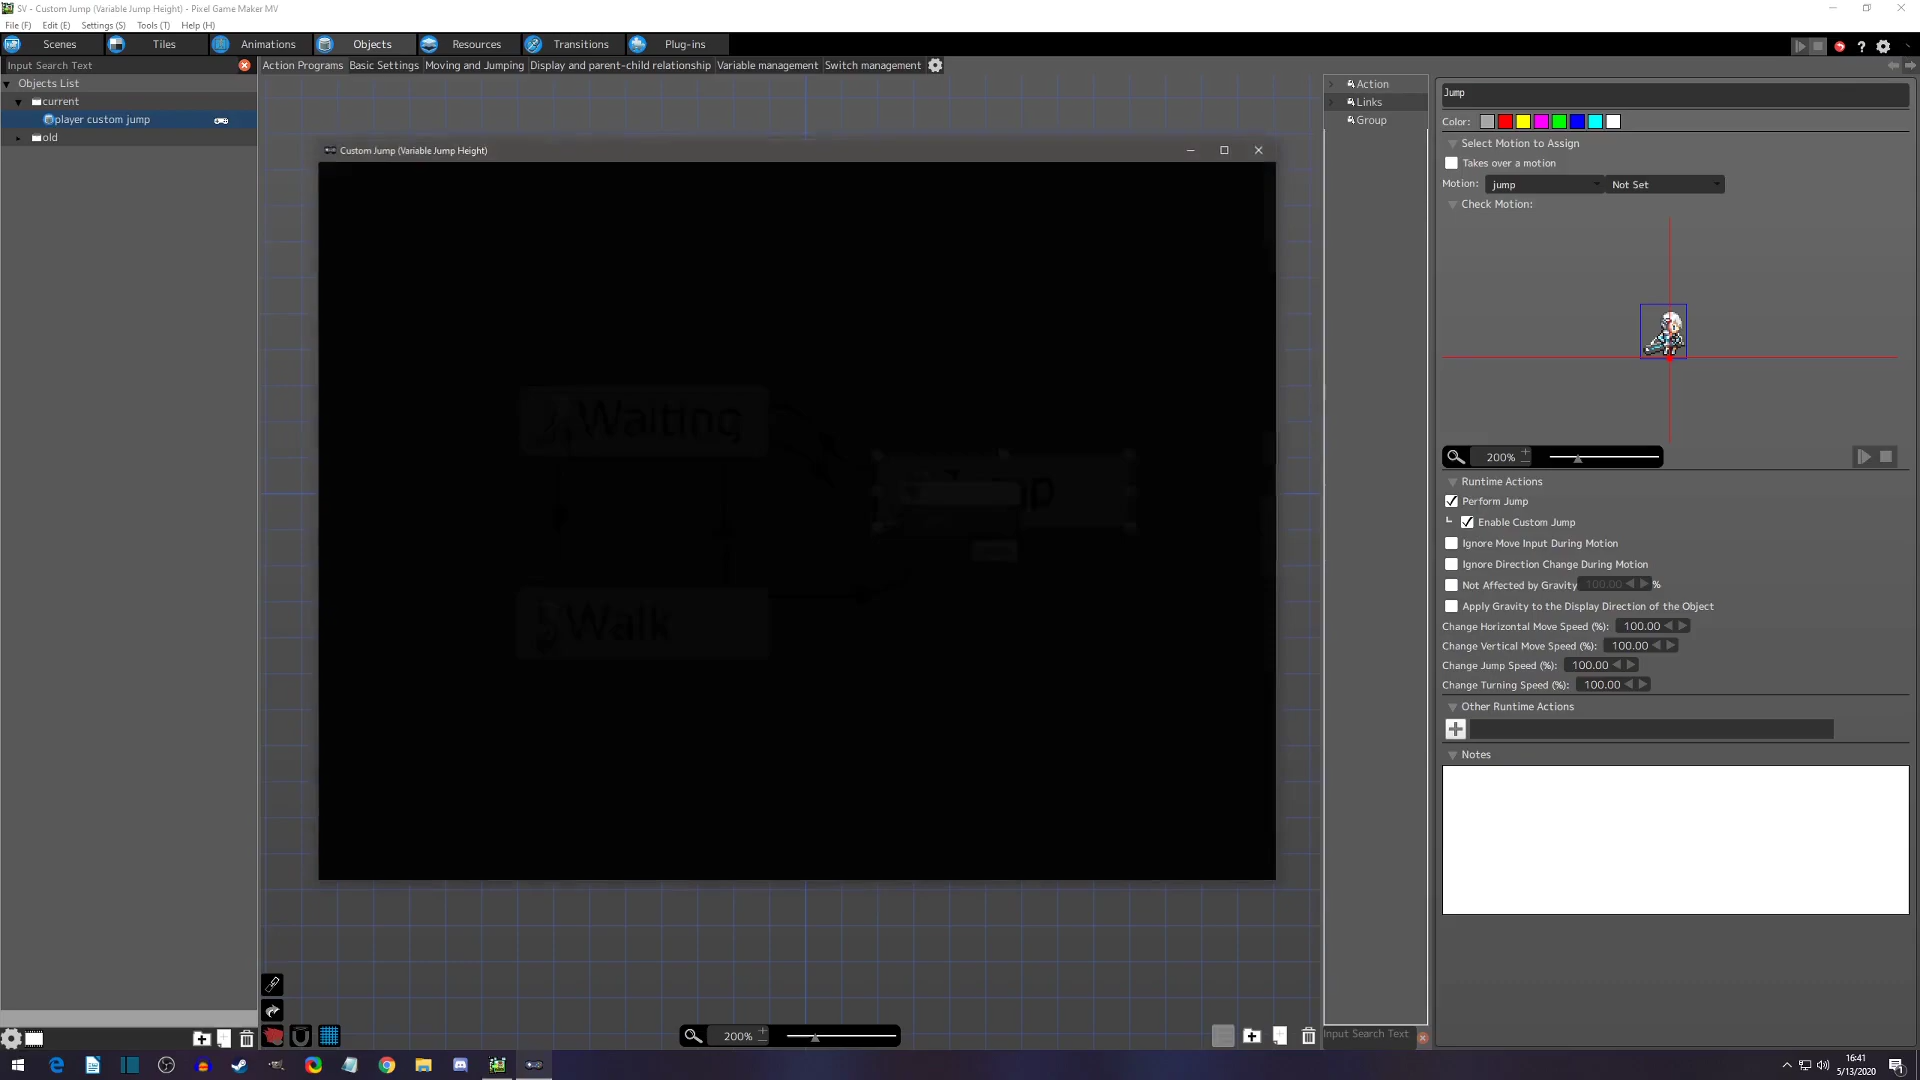 SV - Custom Jump (Variable Jump Height) - Pixel Game Maker MV
File (F) Edit (E) Settings (S) Tools (T) Help (H)
Scenes Tiles Animations Objects Resources Transitions Plug-ins
Input Search Text
Action Programs Basic Settings Moving and Jumping Display and parent-child relationship Variable management Switch management
Objects List
current
player custom jump
old
Custom Jump (Variable Jump Height)
Waiting
Walk
Action
Links
Group
Jump
Color:
Select Motion to Assign
Takes over a motion
Motion: jump Not Set
Check Motion:
200%
Runtime Actions
Perform Jump
Enable Custom Jump
Ignore Move Input During Motion
Ignore Direction Change During Motion
Not Affected by Gravity 100.00 %
Apply Gravity to the Display Direction of the Object
Change Horizontal Move Speed (%): 100.00
Change Vertical Move Speed (%): 100.00
Change Jump Speed (%): 100.00
Change Turning Speed (%): 100.00
Other Runtime Actions
Notes
200%
Input Search Text
16:41
5/13/2020